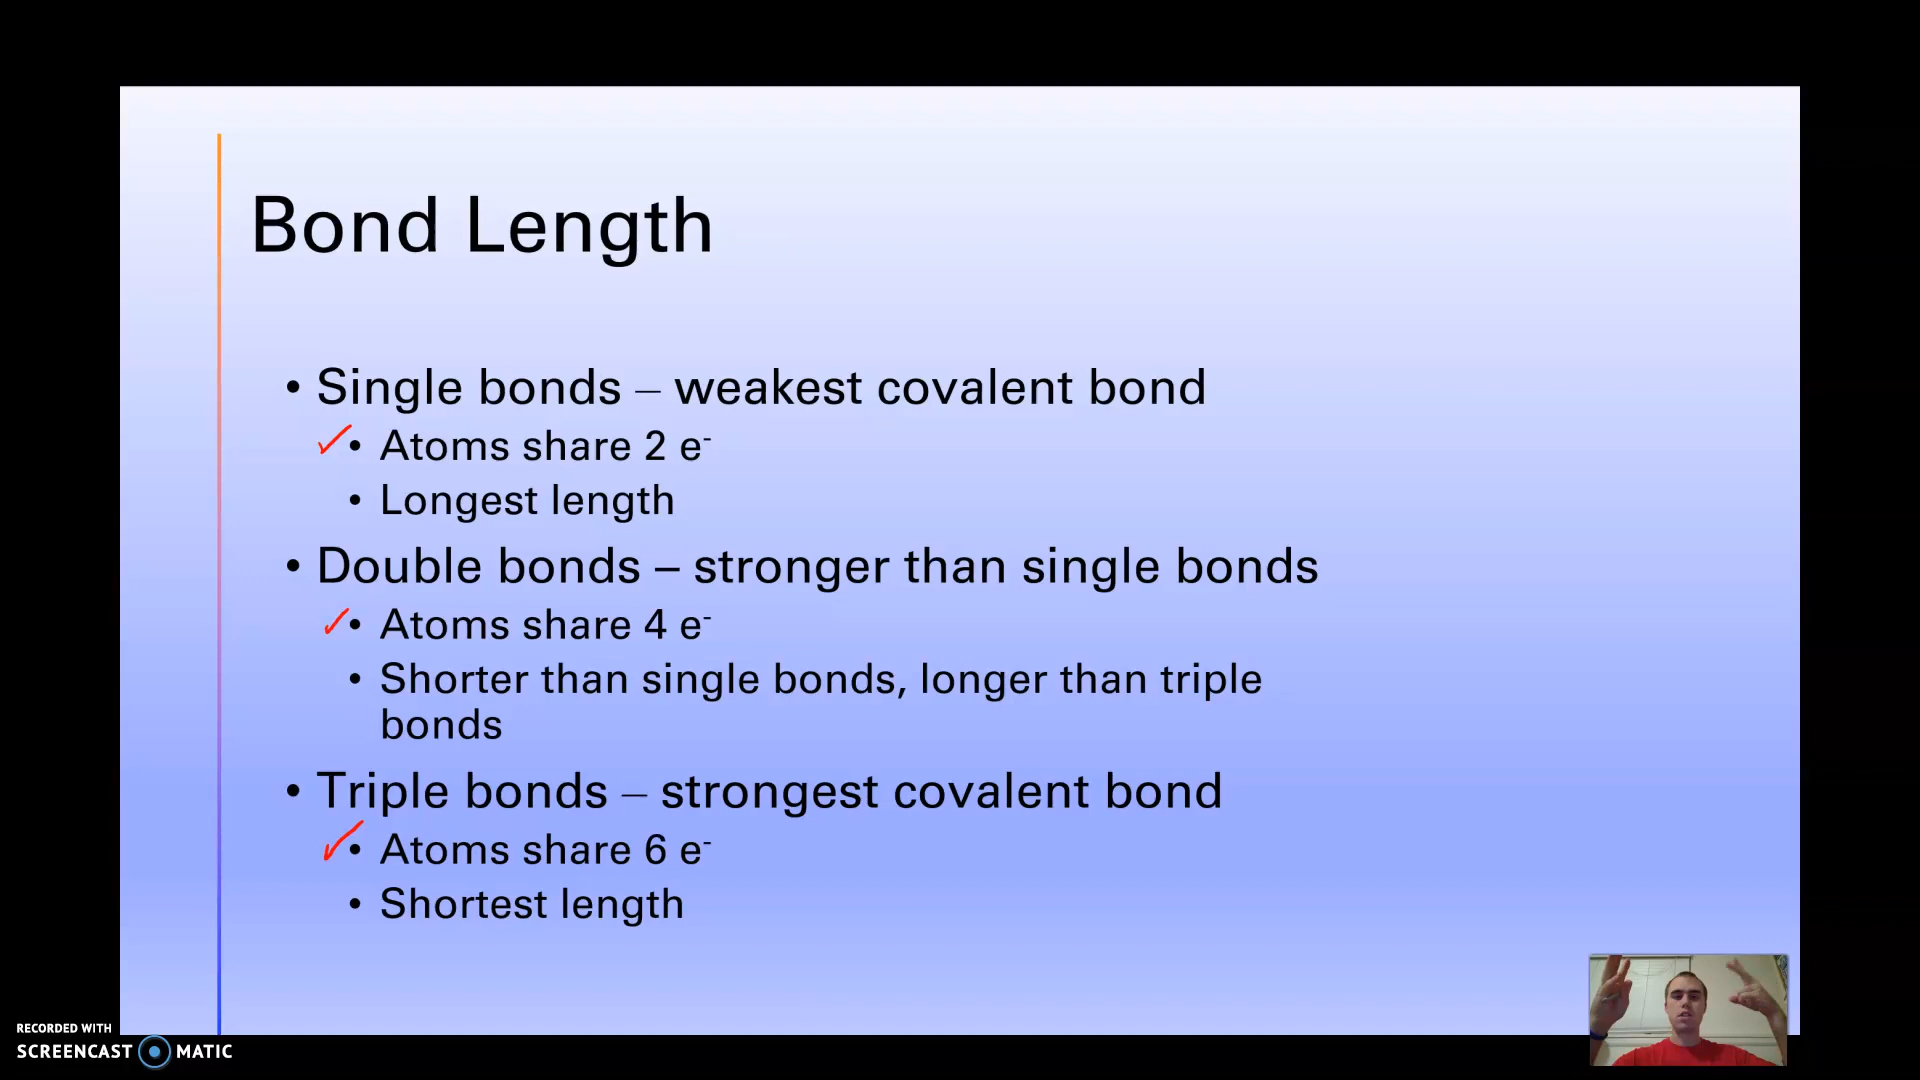 Bond Length
• Single bonds – weakest covalent bond
✓• Atoms share 2 e⁻
• Longest length
• Double bonds – stronger than single bonds
✓• Atoms share 4 e⁻
• Shorter than single bonds, longer than triple
bonds
• Triple bonds – strongest covalent bond
✓• Atoms share 6 e⁻
• Shortest length
RECORDED WITH
SCREENCAST MATIC